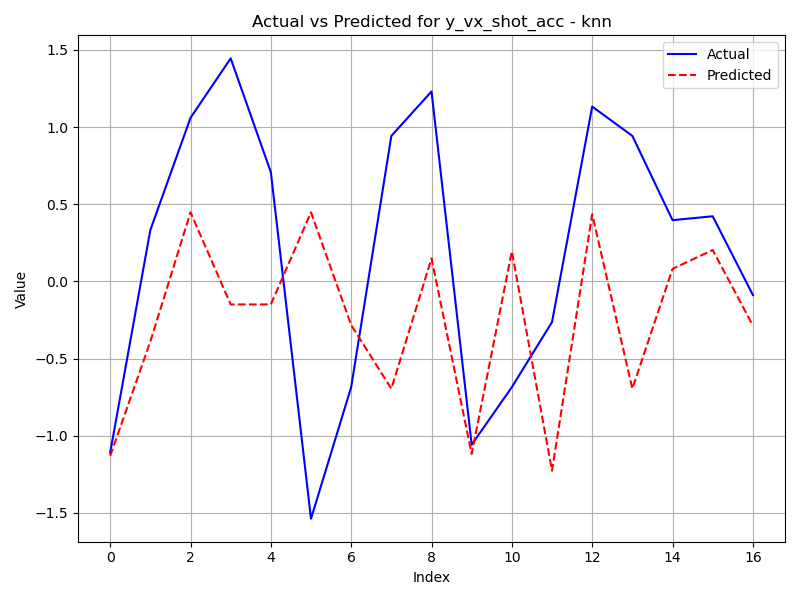 Actual vs Predicted for y_vx_shot_acc - knn
Actual
Predicted
1.5
1.0
0.5
0.0
−0.5
−1.0
−1.5
Value
0 2 4 6 8 10 12 14 16
Index